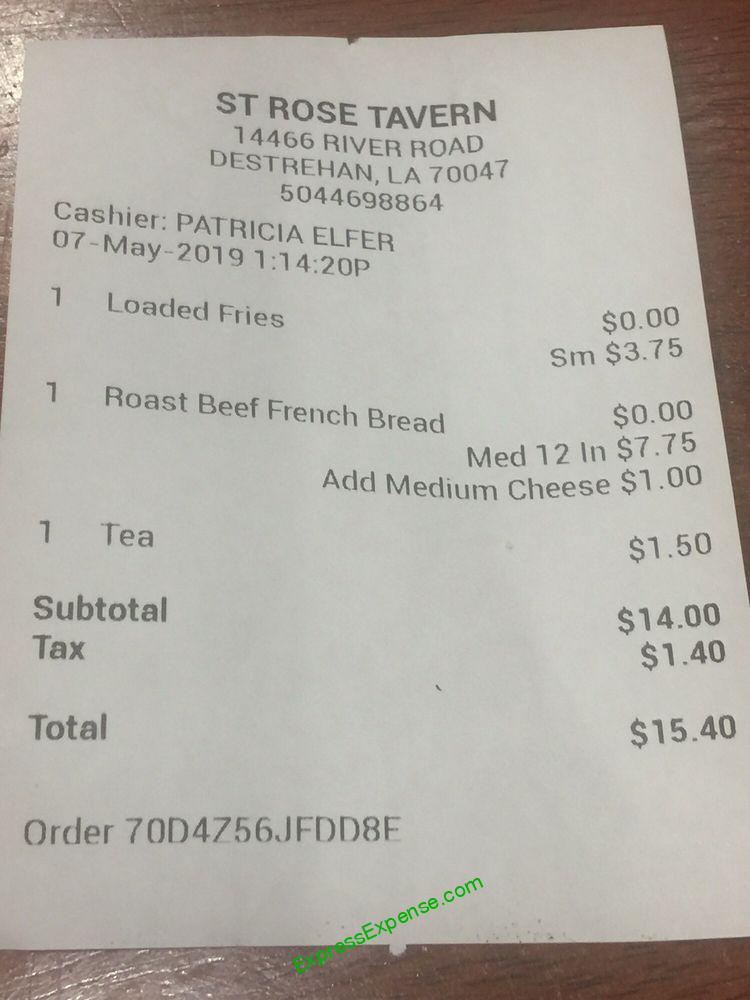 ST ROSE TAVERN
14466 RIVER ROAD
DESTREHAN, LA 70047
5044698864
Cashier: PATRICIA ELFER
07-May-2019 1:14:20P
1 Loaded Fries $0.00
Sm $3.75
1 Roast Beef French Bread $0.00
Med 12 In $7.75
Add Medium Cheese $1.00
1 Tea $1.50
Subtotal $14.00
Tax $1.40
Total $15.40
Order 70D4Z56JFDD8E
ExpressExpense.com